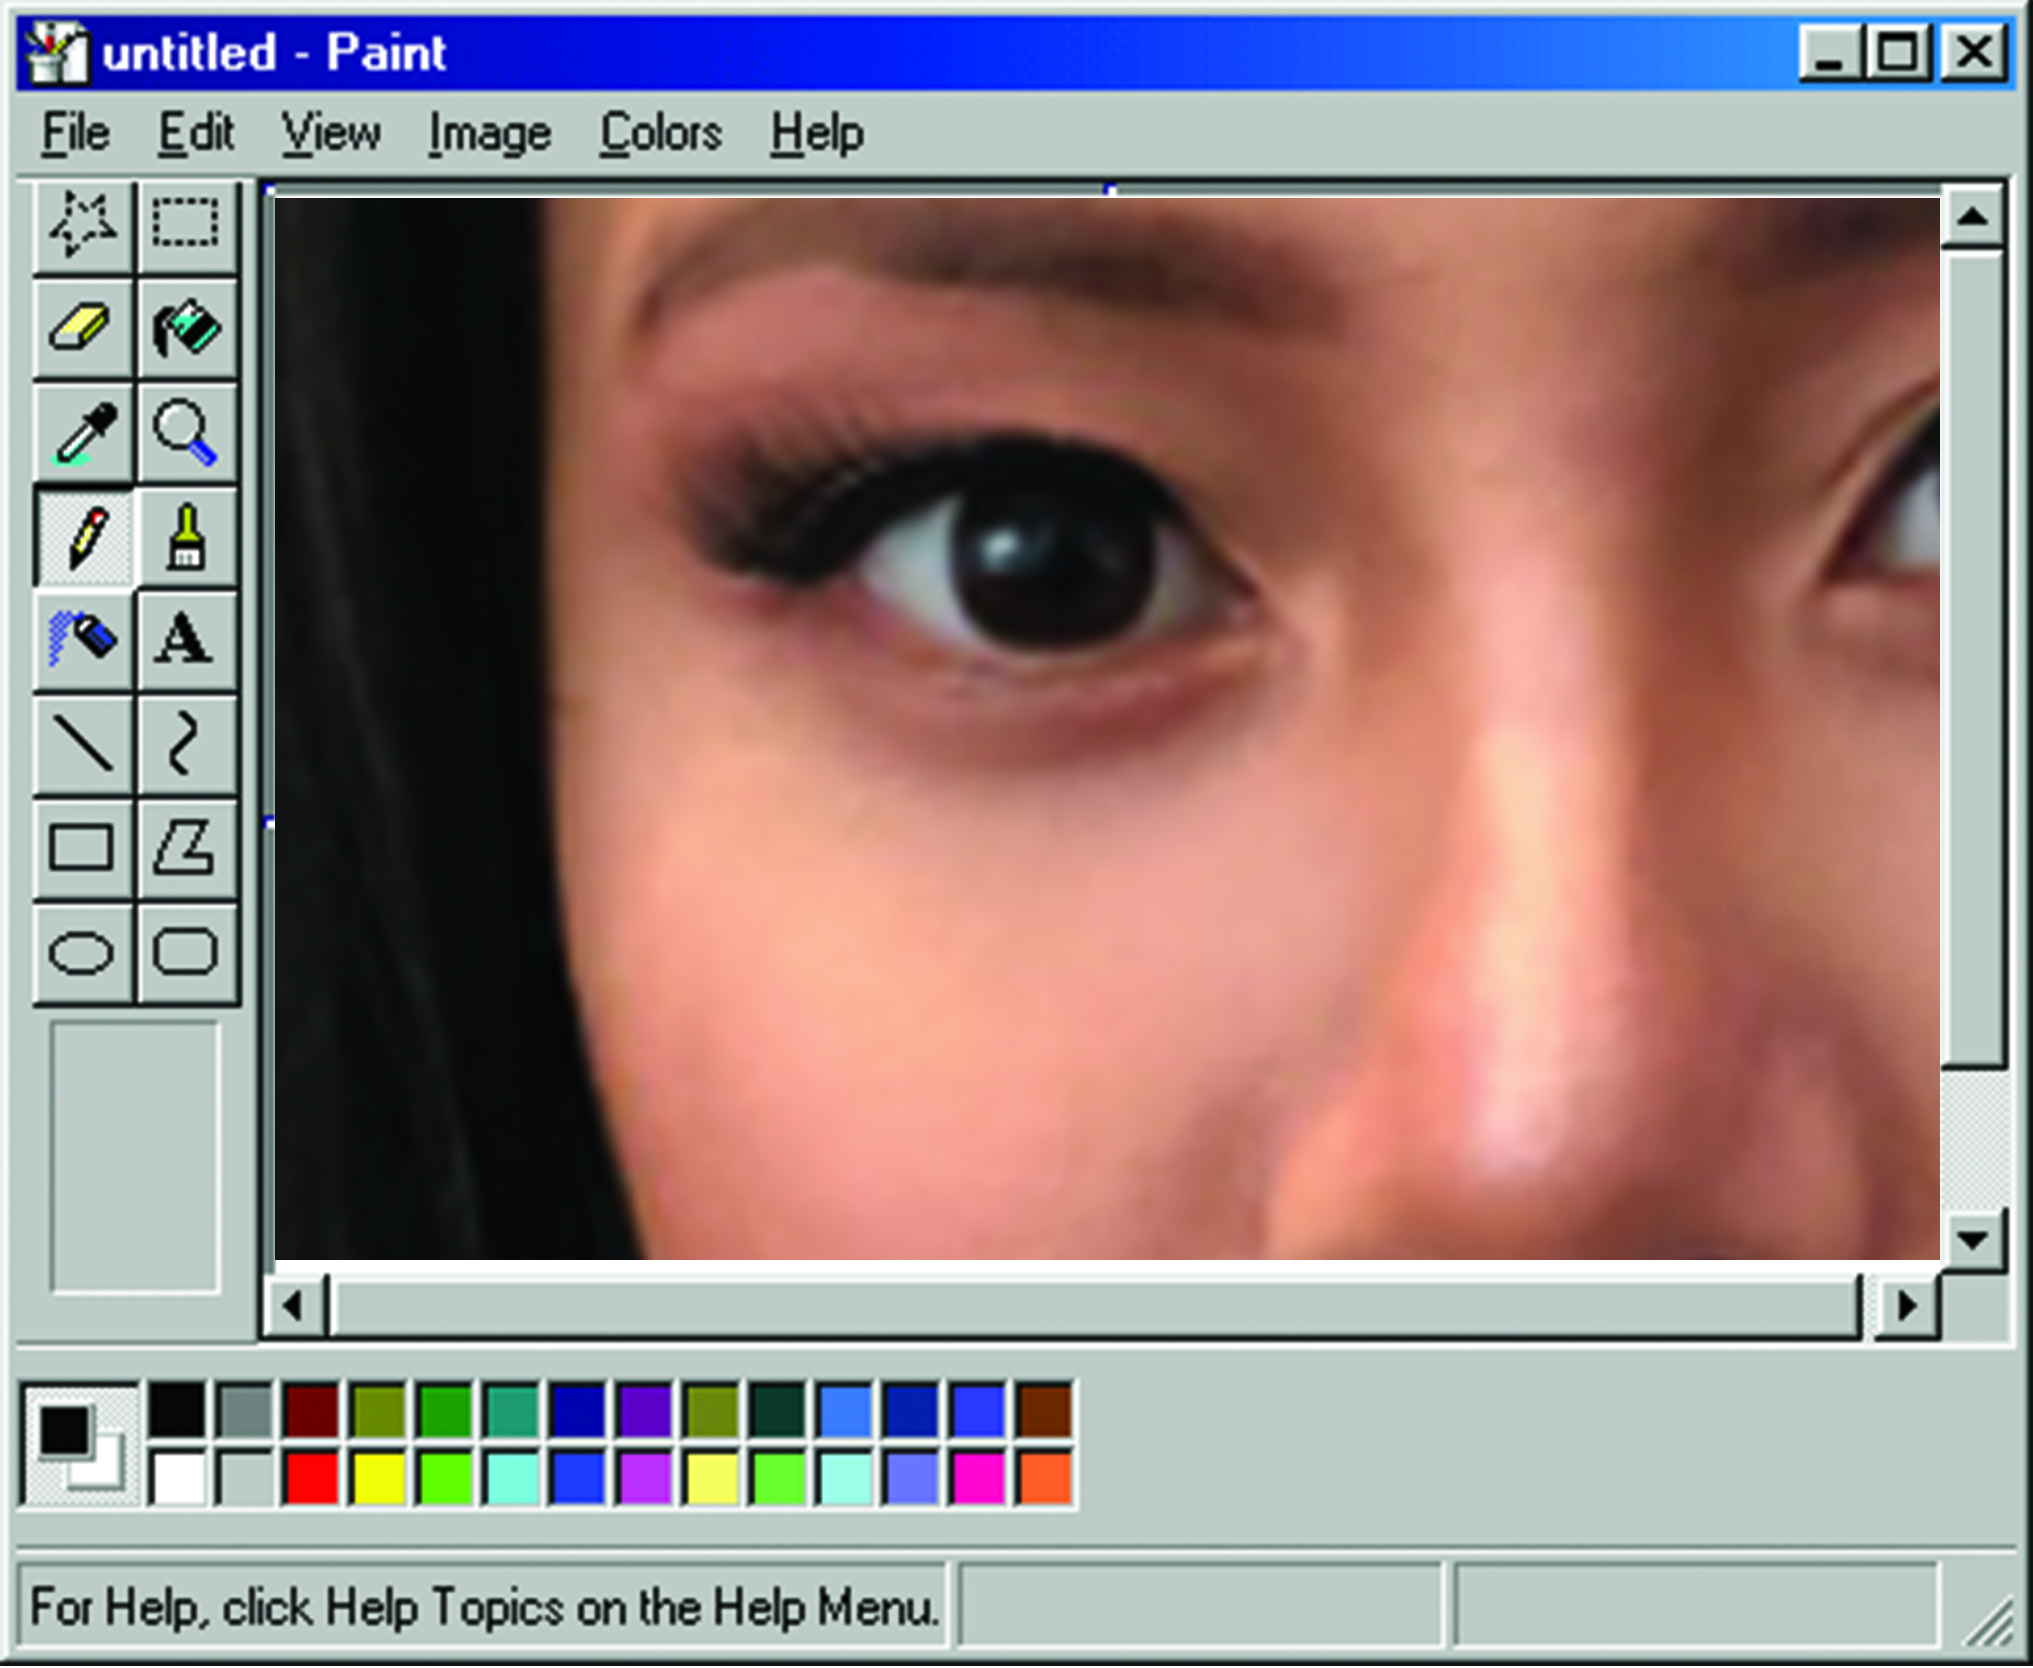 untitled - Paint
File Edit View Image Colors Help
A
For Help, click Help Topics on the Help Menu.